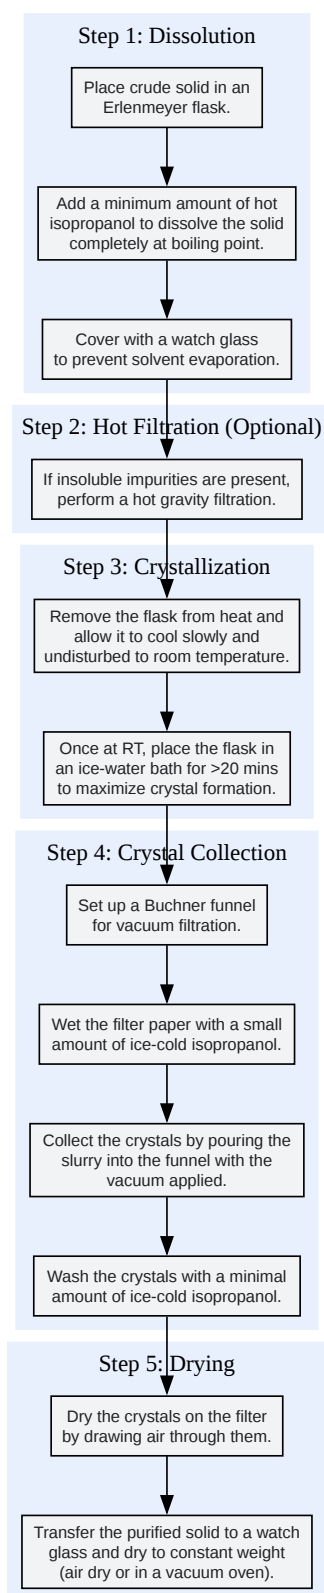 Step 1: Dissolution
Place crude solid in an
Erlenmeyer flask.
Add a minimum amount of hot
isopropanol to dissolve the solid
completely at boiling point.
Cover with a watch glass
to prevent solvent evaporation.
Step 2: Hot Filtration (Optional)
If insoluble impurities are present,
perform a hot gravity filtration.
Step 3: Crystallization
Remove the flask from heat and
allow it to cool slowly and
undisturbed to room temperature.
Once at RT, place the flask in
an ice-water bath for >20 mins
to maximize crystal formation.
Step 4: Crystal Collection
Set up a Buchner funnel
for vacuum filtration.
Wet the filter paper with a small
amount of ice-cold isopropanol.
Collect the crystals by pouring the
slurry into the funnel with the
vacuum applied.
Wash the crystals with a minimal
amount of ice-cold isopropanol.
Step 5: Drying
Dry the crystals on the filter
by drawing air through them.
Transfer the purified solid to a watch
glass and dry to constant weight
(air dry or in a vacuum oven).